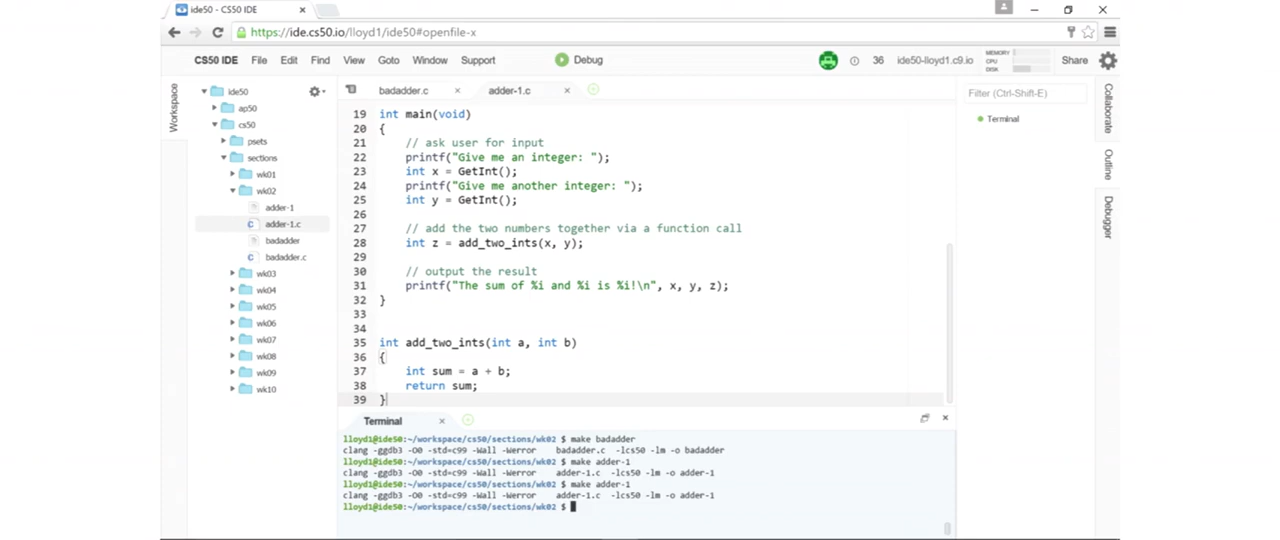 ide50 - CS50 IDE
https://ide.cs50.io/lloyd1/ide50#openfile-x
CS50 IDE File Edit Find View Goto Window Support Debug 36 ide50-lloyd1.c9.io MEMORY CPU DISK Share
Workspace
ide50
ap50
cs50
psets
sections
wk01
wk02
adder-1
adder-1.c
badadder
badadder.c
wk03
wk04
wk05
wk06
wk07
wk08
wk09
wk10
badadder.c adder-1.c
19 int main(void)
20 {
21 // ask user for input
22 printf("Give me an integer: ");
23 int x = GetInt();
24 printf("Give me another integer: ");
25 int y = GetInt();
26
27 // add the two numbers together via a function call
28 int z = add_two_ints(x, y);
29
30 // output the result
31 printf("The sum of %i and %i is %i!\n", x, y, z);
32 }
33
34
35 int add_two_ints(int a, int b)
36 {
37 int sum = a + b;
38 return sum;
39 }
Terminal
lloyd1@ide50:~/workspace/cs50/sections/wk02 $ make badadder
clang -ggdb3 -O0 -std=c99 -Wall -Werror badadder.c -lcs50 -lm -o badadder
lloyd1@ide50:~/workspace/cs50/sections/wk02 $ make adder-1
clang -ggdb3 -O0 -std=c99 -Wall -Werror adder-1.c -lcs50 -lm -o adder-1
lloyd1@ide50:~/workspace/cs50/sections/wk02 $ make adder-1
clang -ggdb3 -O0 -std=c99 -Wall -Werror adder-1.c -lcs50 -lm -o adder-1
lloyd1@ide50:~/workspace/cs50/sections/wk02 $
Filter (Ctrl-Shift-E)
Terminal
Collaborate
Outline
Debugger